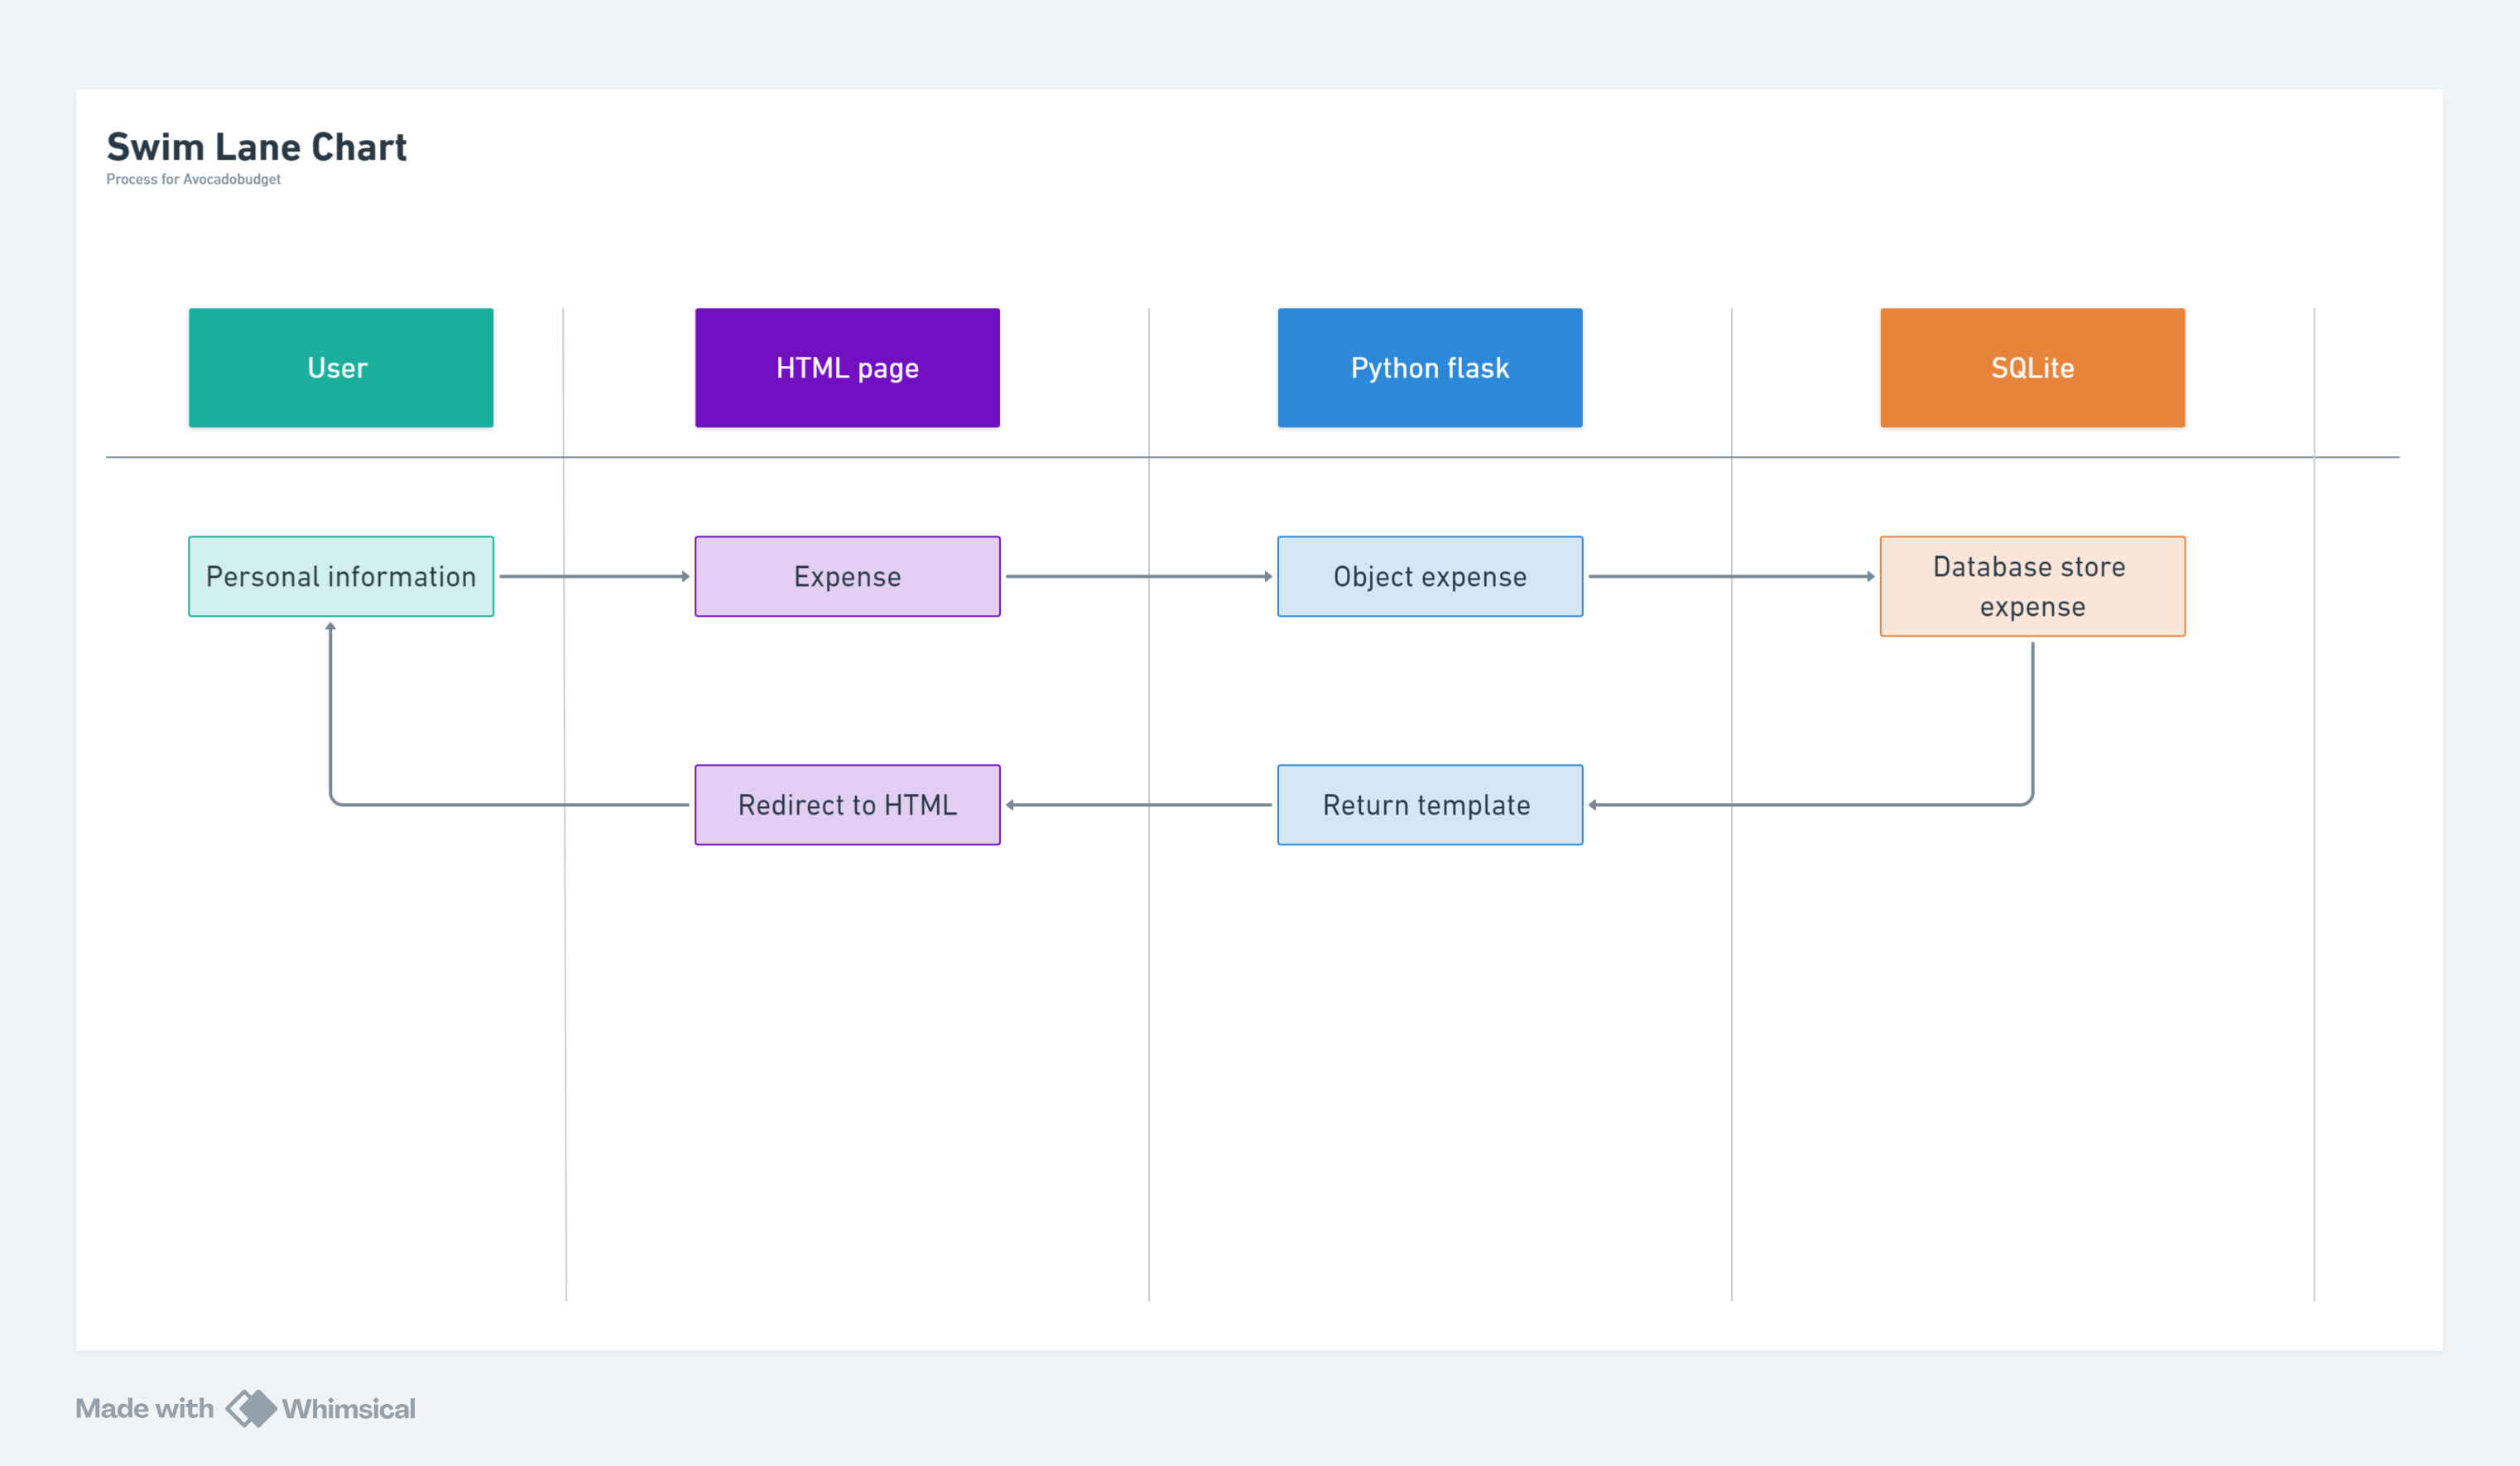 Swim Lane Chart
Process for Avocadobudget
User
HTML page
Python flask
SQLite
Personal information
Expense
Object expense
Database store
expense
Redirect to HTML
Return template
Made with Whimsical